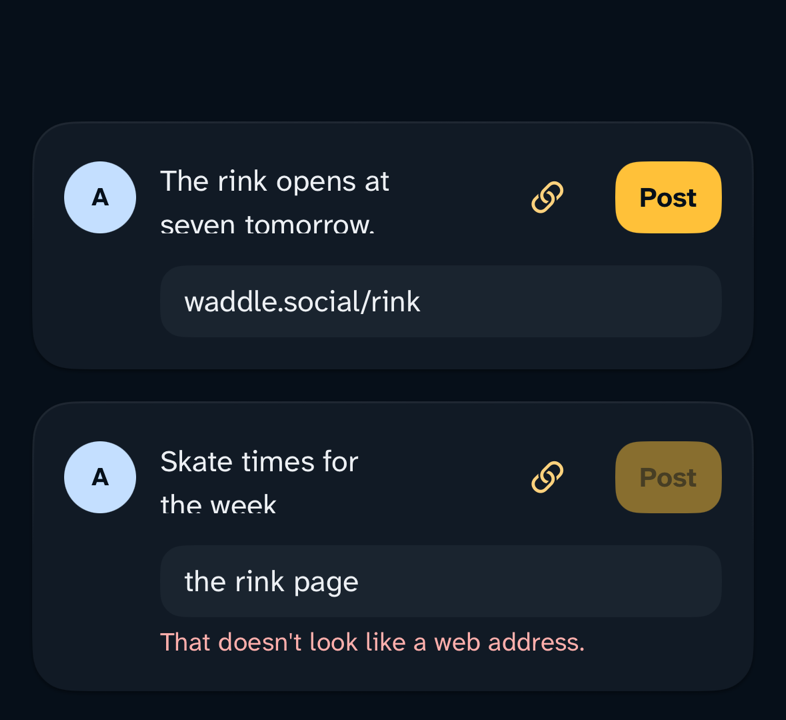 A
The rink opens at
seven tomorrow.
Post
waddle.social/rink
A
Skate times for
the week
Post
the rink page
That doesn't look like a web address.